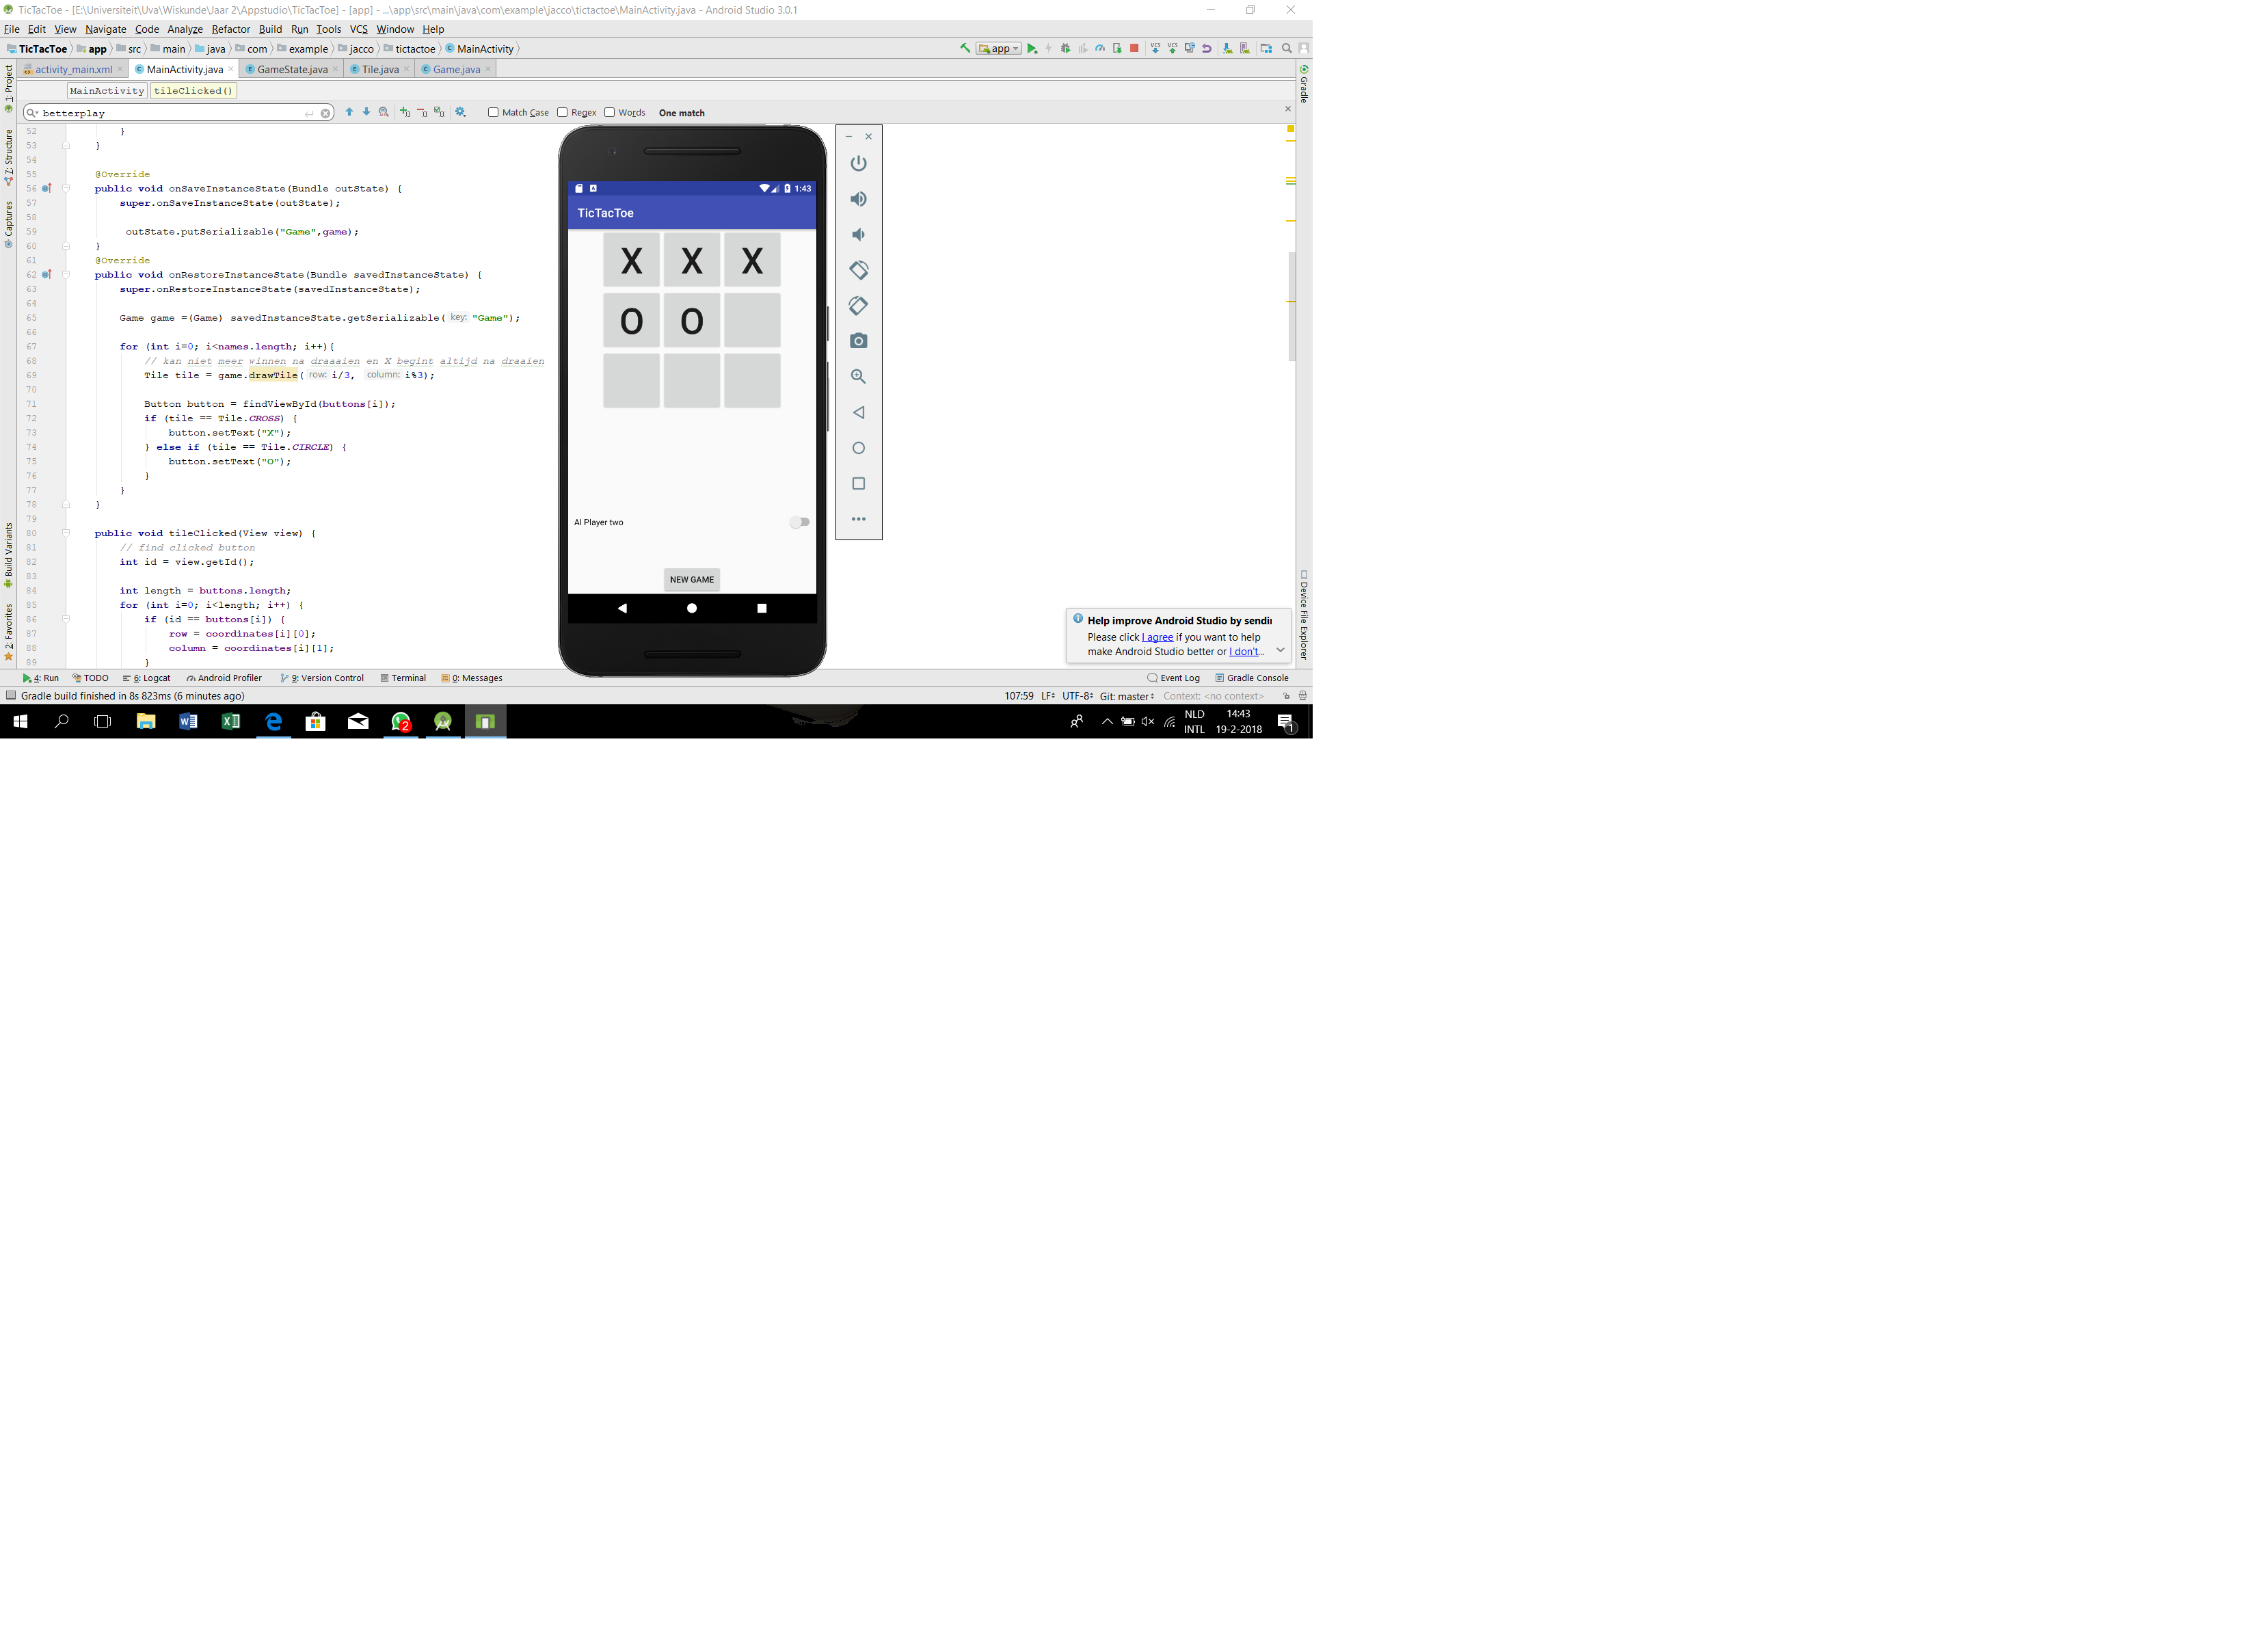 TicTacToe - [E:\Universiteit\Uva\Wiskunde\Jaar 2\Appstudio\TicTacToe] - [app] - ...\app\src\main\java\com\example\jacco\tictactoe\MainActivity.java - Android Studio 3.0.1
File Edit View Navigate Code Analyze Refactor Build Run Tools VCS Window Help
TicTacToe app src main java com example jacco tictactoe MainActivity
app
VCS VCS
activity_main.xml MainActivity.java GameState.java Tile.java Game.java
MainActivity tileClicked()
betterplay
Match Case Regex Words One match
1: Project
7: Structure
Captures
Build Variants
2: Favorites
52 }
53 }
54
55 @Override
56 public void onSaveInstanceState(Bundle outState) {
57 super.onSaveInstanceState(outState);
58
59 outState.putSerializable("Game",game);
60 }
61 @Override
62 public void onRestoreInstanceState(Bundle savedInstanceState) {
63 super.onRestoreInstanceState(savedInstanceState);
64
65 Game game =(Game) savedInstanceState.getSerializable( key: "Game");
66
67 for (int i=0; i<names.length; i++){
68 // kan niet meer winnen na draaaien en X begint altijd na draaien
69 Tile tile = game.drawTile( row: i/3, column: i%3);
70
71 Button button = findViewById(buttons[i]);
72 if (tile == Tile.CROSS) {
73 button.setText("X");
74 } else if (tile == Tile.CIRCLE) {
75 button.setText("O");
76 }
77 }
78 }
79
80 public void tileClicked(View view) {
81 // find clicked button
82 int id = view.getId();
83
84 int length = buttons.length;
85 for (int i=0; i<length; i++) {
86 if (id == buttons[i]) {
87 row = coordinates[i][0];
88 column = coordinates[i][1];
89 }
1:43
TicTacToe
X X X
O O
AI Player two
NEW GAME
Gradle
Device File Explorer
Help improve Android Studio by sendin
Please click I agree if you want to help
make Android Studio better or I don't...
4: Run TODO 6: Logcat Android Profiler 9: Version Control Terminal 0: Messages Event Log Gradle Console
Gradle build finished in 8s 823ms (6 minutes ago) 107:59 LF UTF-8 Git: master Context: <no context>
2
NLD 14:43
INTL 19-2-2018
1